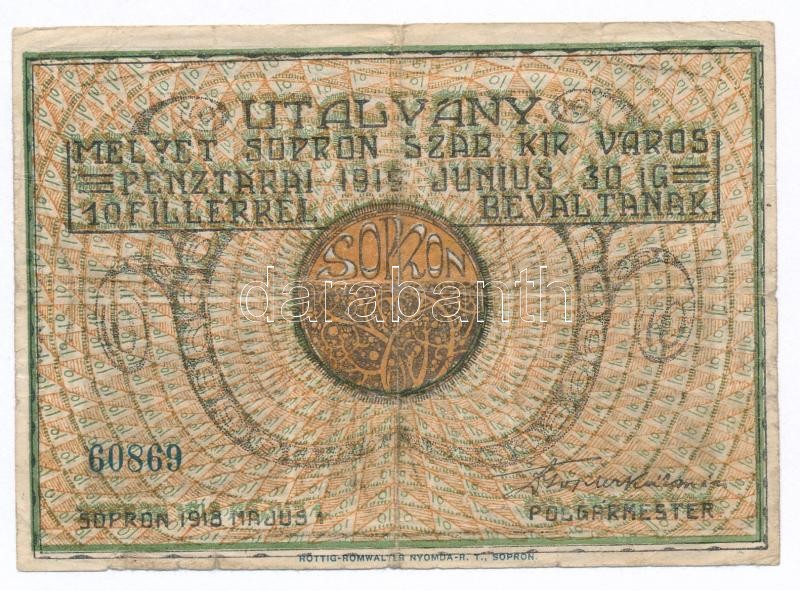 UTALVÁNY.
MELYET SOPRON SZAB KIR VÁROS
PÉNZTÁRAI 1919 JUNIUS 30 IG
10 FILLÉRREL BEVÁLTANAK
SOPRON
darabanth
60869
SOPRON 1918 MÁJUS 1
POLGÁRMESTER
RÖTTIG-ROMWALTER NYOMDA-R. T., SOPRON.